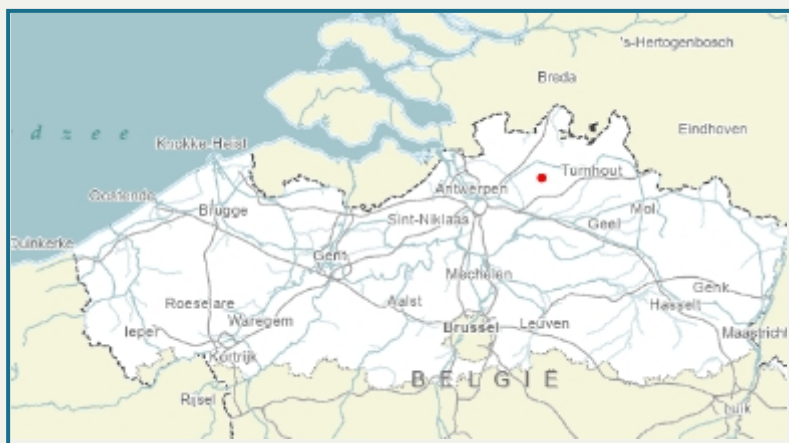 's-Hertogenbosch
Breda
Eindhoven
d z e e
Knokke-Heist
Turnhout
Antwerpen
Oostende
Brugge
Sint-Niklaas
Mol
Geel
Duinkerke
Gent
Mechelen
Genk
Roeselare
Aalst
Hasselt
Waregem
Brussel
Leuven
Ieper
Maastricht
Kortrijk
BELGIË
Rijsel
Luik